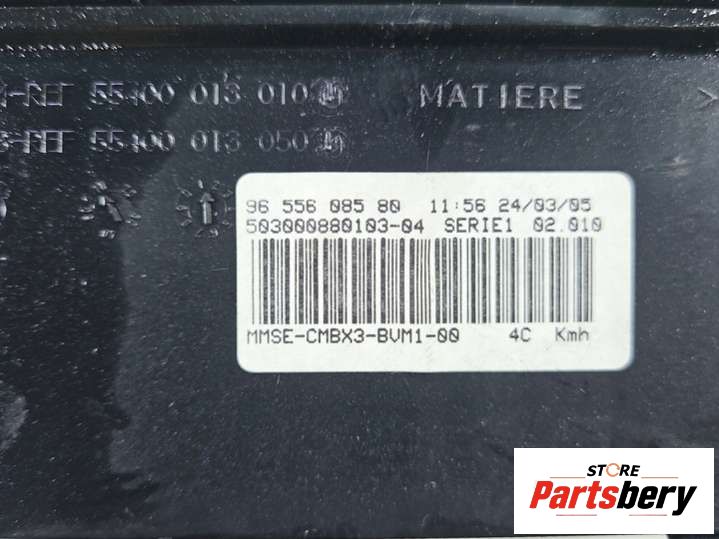 -REF 55400 013 010 MATIERE >
-REF 55400 013 050
96 556 085 80 11:56 24/03/05
503000880103-04 SERIE1 02.010
MMSE-CMBX3-BVM1-00 4C Kmh
STORE
Partsbery